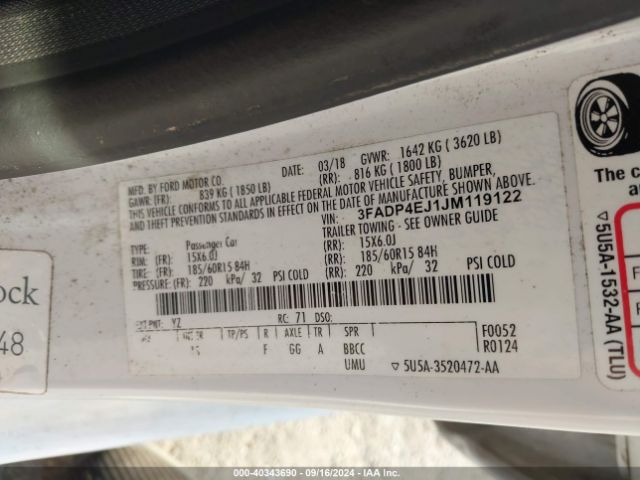 MFD. BY FORD MOTOR CO.
DATE: 03/18 GVWR: 1642 KG ( 3620 LB)
GAWR: (FR): 839 KG ( 1850 LB) (RR): 816 KG ( 1800 LB)
THIS VEHICLE CONFORMS TO ALL APPLICABLE FEDERAL MOTOR VEHICLE SAFETY, BUMPER,
AND THEFT PREVENTION STANDARDS IN EFFECT ON THE DATE OF MANUFACTURE SHOWN ABOVE.
VIN: 3FADP4EJ1JM119122
TYPE: Passenger Car TRAILER TOWING - SEE OWNER GUIDE
RIM: (FR): 15X6.0J (RR): 15X6.0J
TIRE: (FR): 185/60R15 84H (RR): 185/60R15 84H
PRESSURE: (FR): 220 kPa/ 32 PSI COLD (RR): 220 kPa/ 32 PSI COLD
EXT PNT: YZ RC: 71 DSO:
TP/PS R AXLE TR SPR F0052
F GG A BBCC R0124
UMU ▽ 5U5A-3520472-AA
ock
48
The c
▽ 5U5A-1532-AA (TLU)
F
000-40343690 - 09/16/2024 - IAA Inc.